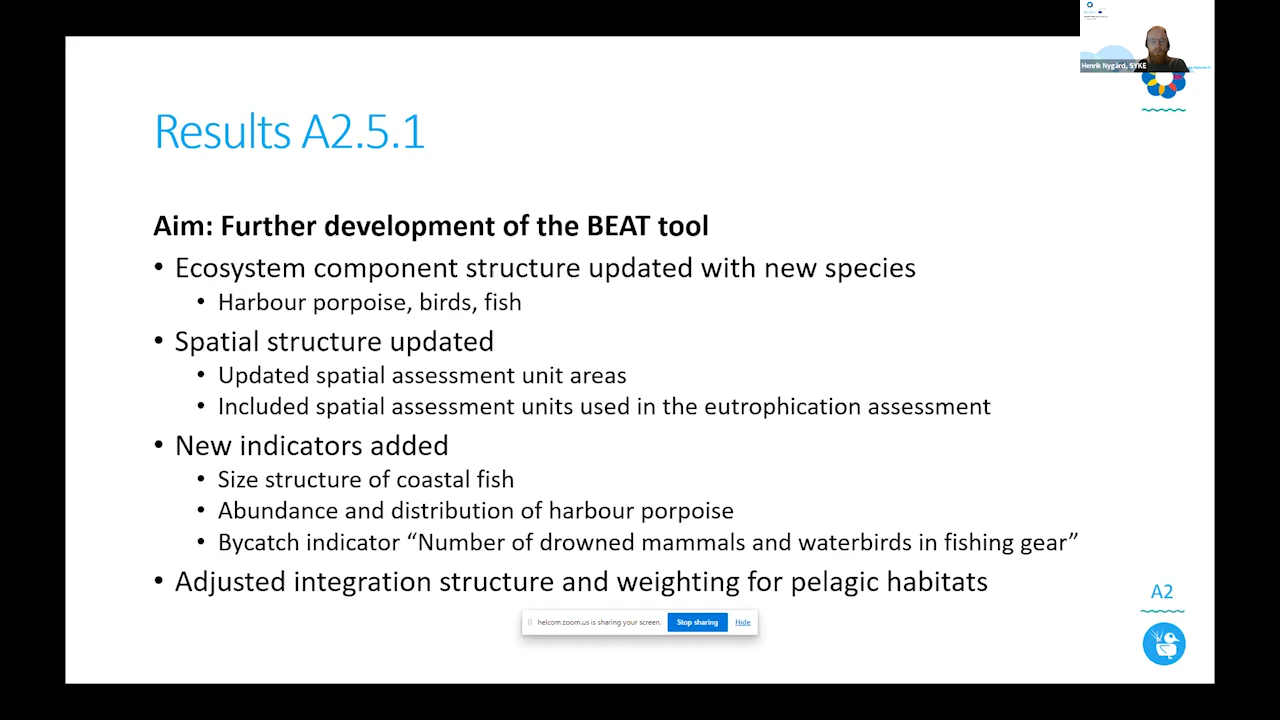 Henrik Nygård, SYKE
Results A2.5.1
Aim: Further development of the BEAT tool
• Ecosystem component structure updated with new species
• Harbour porpoise, birds, fish
• Spatial structure updated
• Updated spatial assessment unit areas
• Included spatial assessment units used in the eutrophication assessment
• New indicators added
• Size structure of coastal fish
• Abundance and distribution of harbour porpoise
• Bycatch indicator “Number of drowned mammals and waterbirds in fishing gear”
• Adjusted integration structure and weighting for pelagic habitats
A2
helcom.zoom.us is sharing your screen. Stop sharing Hide